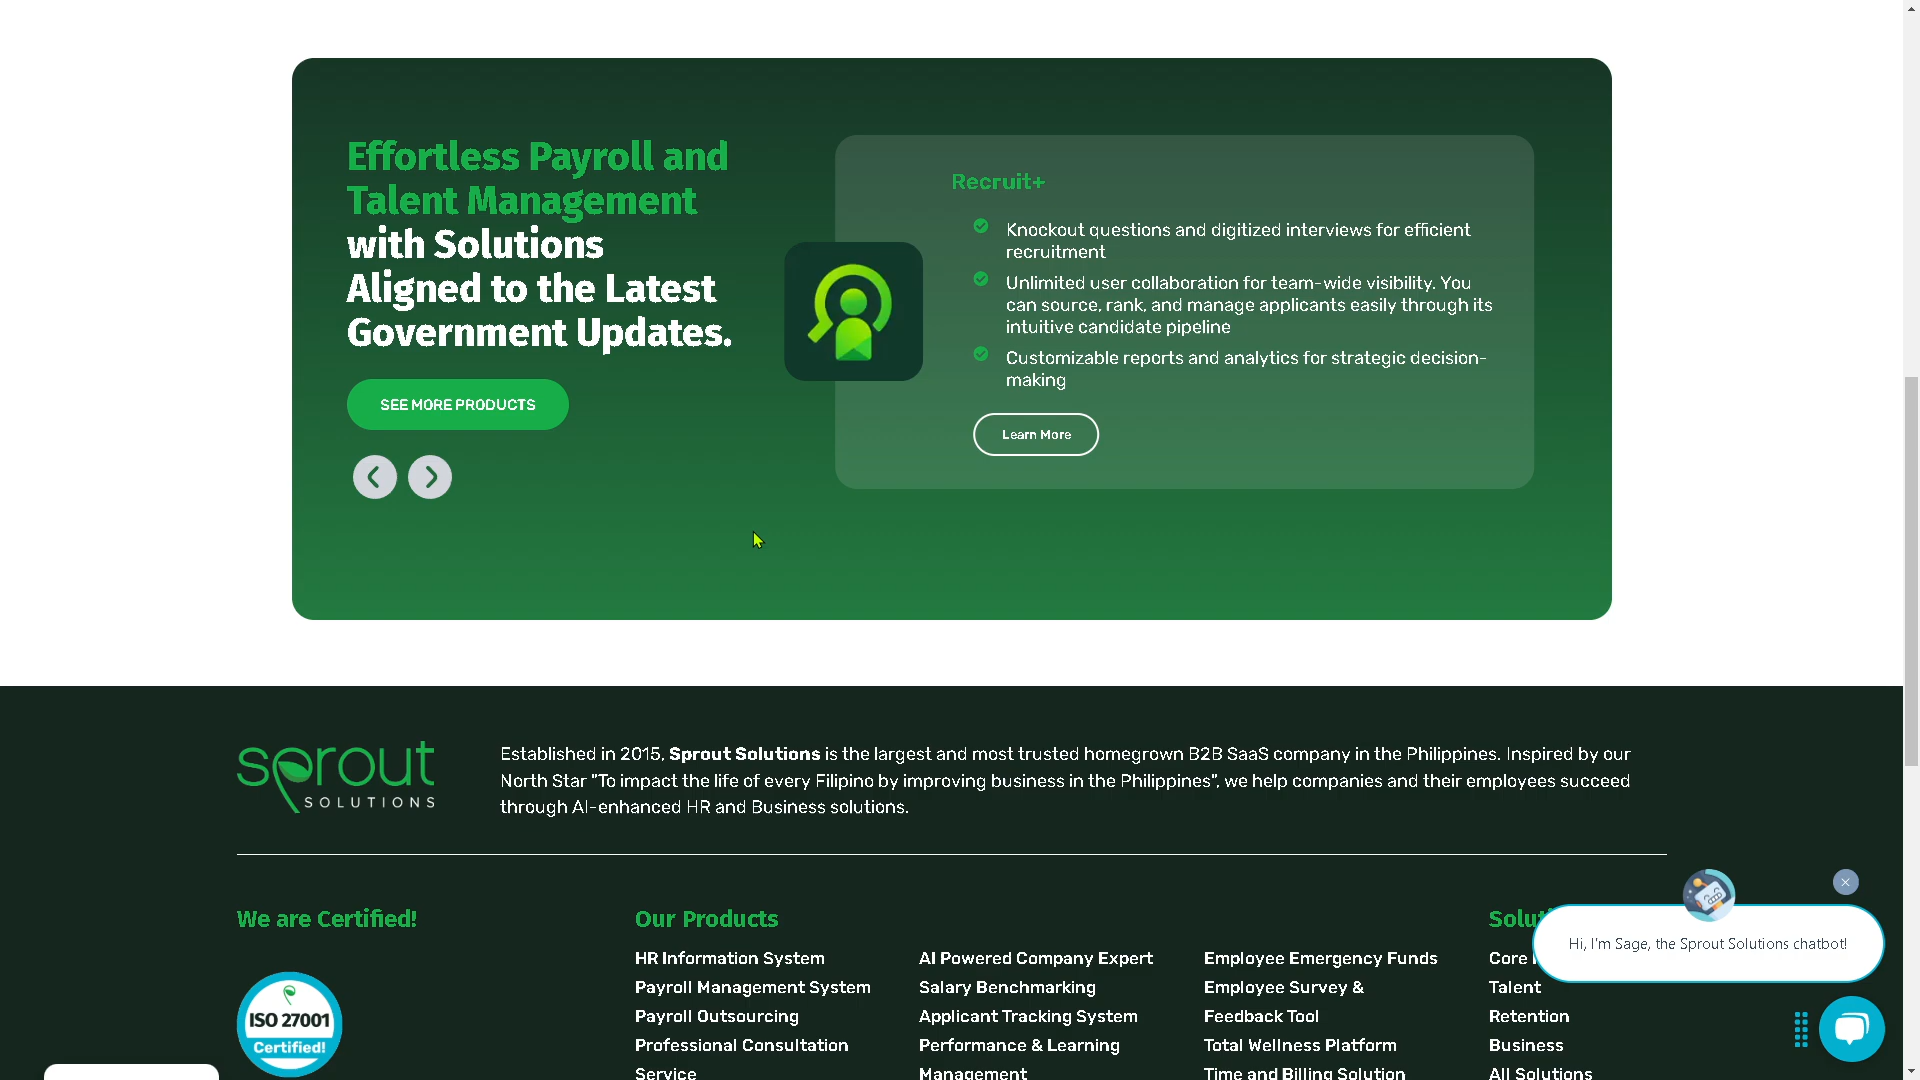 Effortless Payroll and
Talent Management
with Solutions
Aligned to the Latest
Government Updates.
SEE MORE PRODUCTS
Recruit+
Knockout questions and digitized interviews for efficient
recruitment
Unlimited user collaboration for team-wide visibility. You
can source, rank, and manage applicants easily through its
intuitive candidate pipeline
Customizable reports and analytics for strategic decision-
making
Learn More
sprout
SOLUTIONS
Established in 2015, Sprout Solutions is the largest and most trusted homegrown B2B SaaS company in the Philippines. Inspired by our
North Star "To impact the life of every Filipino by improving business in the Philippines", we help companies and their employees succeed
through AI-enhanced HR and Business solutions.
We are Certified!
ISO 27001
Certified!
Our Products
HR Information System
Payroll Management System
Payroll Outsourcing
Professional Consultation
Service
AI Powered Company Expert
Salary Benchmarking
Applicant Tracking System
Performance & Learning
Management
Employee Emergency Funds
Employee Survey &
Feedback Tool
Total Wellness Platform
Time and Billing Solution
Core
Talent
Retention
Business
All Solutions
Hi, I'm Sage, the Sprout Solutions chatbot!